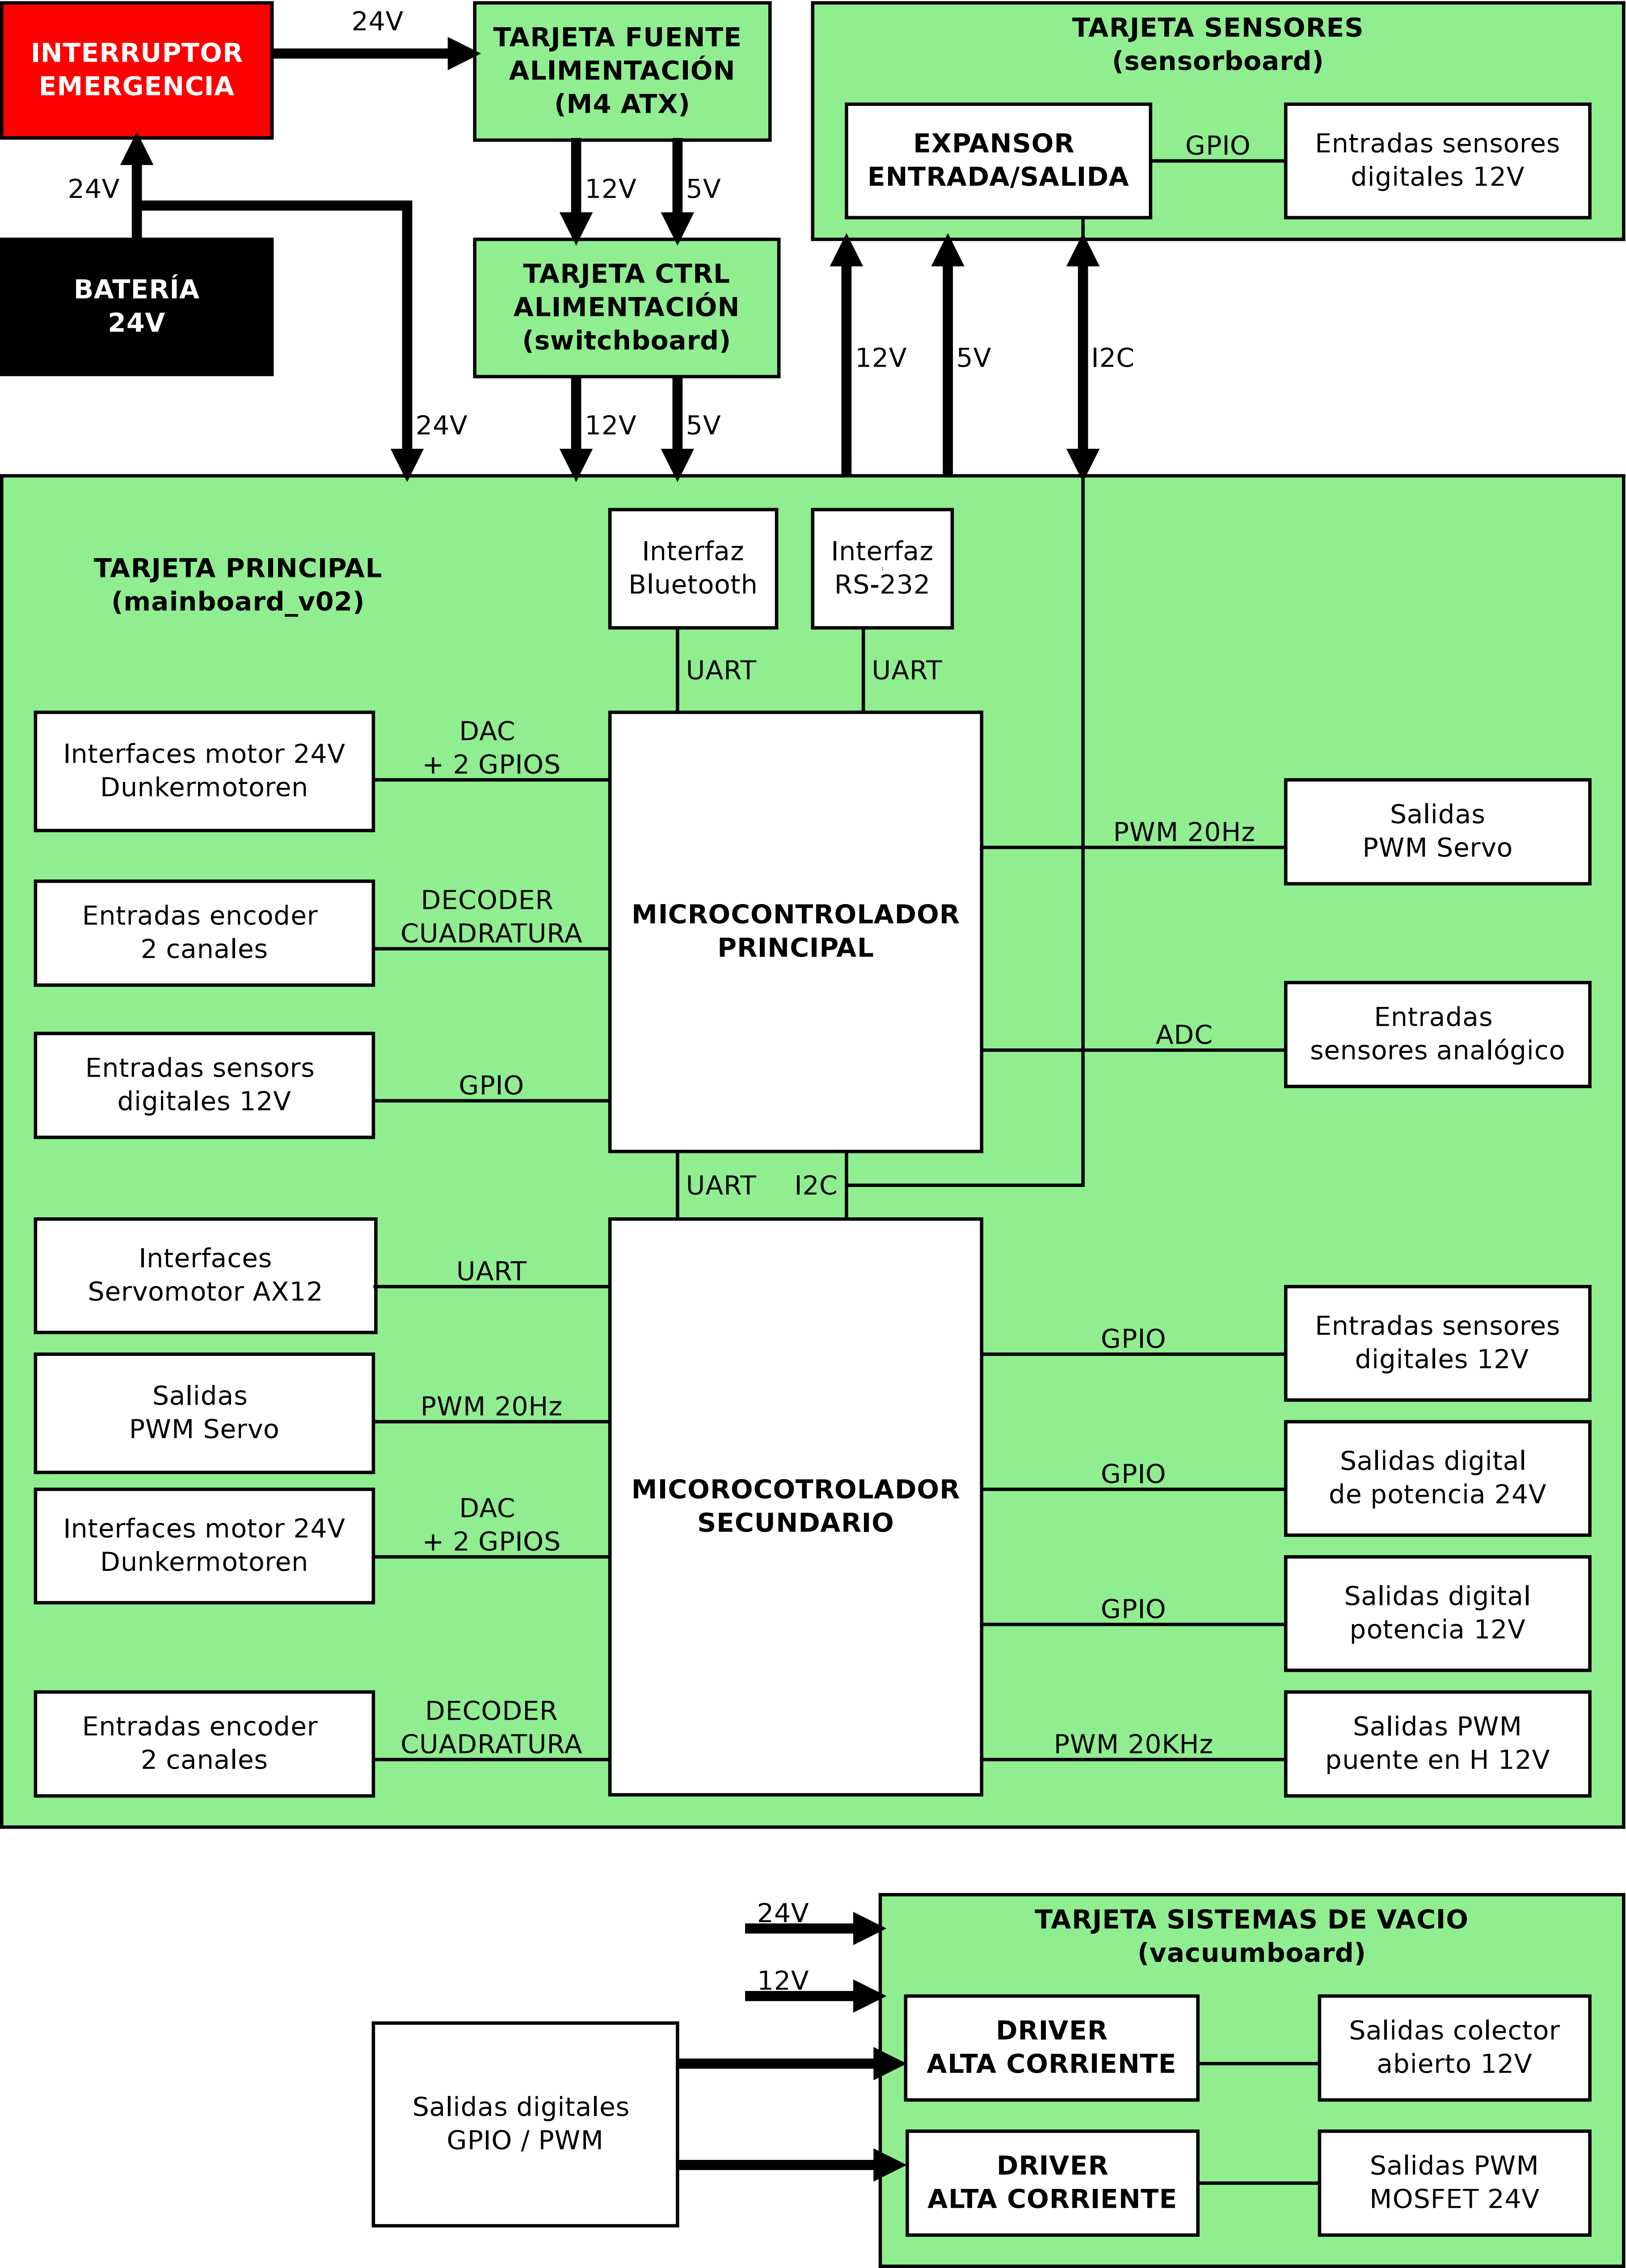 24V
INTERRUPTOR
EMERGENCIA
TARJETA FUENTE
ALIMENTACIÓN
(M4 ATX)
TARJETA SENSORES
(sensorboard)
EXPANSOR
ENTRADA/SALIDA
GPIO
Entradas sensores
digitales 12V
24V
12V
5V
BATERÍA
24V
TARJETA CTRL
ALIMENTACIÓN
(switchboard)
12V
5V
I2C
24V
12V
5V
TARJETA PRINCIPAL
(mainboard_v02)
Interfaz
Bluetooth
Interfaz
RS-232
UART
UART
Interfaces motor 24V
Dunkermotoren
DAC
+ 2 GPIOS
Entradas encoder
2 canales
DECODER
CUADRATURA
Entradas sensors
digitales 12V
GPIO
MICROCONTROLADOR
PRINCIPAL
PWM 20Hz
Salidas
PWM Servo
ADC
Entradas
sensores analógico
UART
I2C
Interfaces
Servomotor AX12
UART
Salidas
PWM Servo
PWM 20Hz
Interfaces motor 24V
Dunkermotoren
DAC
+ 2 GPIOS
Entradas encoder
2 canales
DECODER
CUADRATURA
MICOROCOTROLADOR
SECUNDARIO
GPIO
Entradas sensores
digitales 12V
GPIO
Salidas digital
de potencia 24V
GPIO
Salidas digital
potencia 12V
PWM 20KHz
Salidas PWM
puente en H 12V
24V
12V
TARJETA SISTEMAS DE VACIO
(vacuumboard)
Salidas digitales
GPIO / PWM
DRIVER
ALTA CORRIENTE
Salidas colector
abierto 12V
DRIVER
ALTA CORRIENTE
Salidas PWM
MOSFET 24V